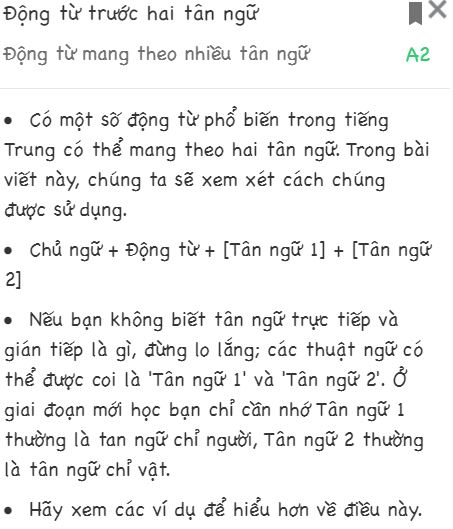 Động từ trước hai tân ngữ
Động từ mang theo nhiều tân ngữ A2
• Có một số động từ phổ biến trong tiếng
Trung có thể mang theo hai tân ngữ. Trong bài
viết này, chúng ta sẽ xem xét cách chúng
được sử dụng.
• Chủ ngữ + Động từ + [Tân ngữ 1] + [Tân ngữ
2]
• Nếu bạn không biết tân ngữ trực tiếp và
gián tiếp là gì, đừng lo lắng; các thuật ngữ có
thể được coi là 'Tân ngữ 1' và 'Tân ngữ 2'. Ở
giai đoạn mới học bạn chỉ cần nhớ Tân ngữ 1
thường là tan ngữ chỉ người, Tân ngữ 2 thường
là tân ngữ chỉ vật.
• Hãy xem các ví dụ để hiểu hơn về điều này.